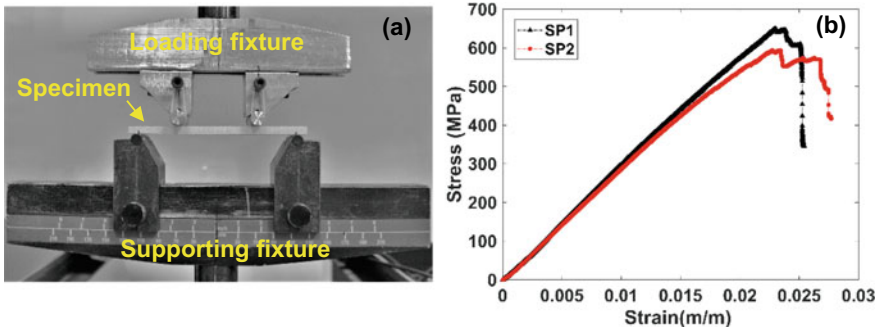 (a)
Loading fixture
Specimen
Supporting fixture
(b)
SP1
SP2
700
600
500
400
300
200
100
0
Stress (MPa)
0
0.005
0.01
0.015
0.02
0.025
0.03
Strain(m/m)